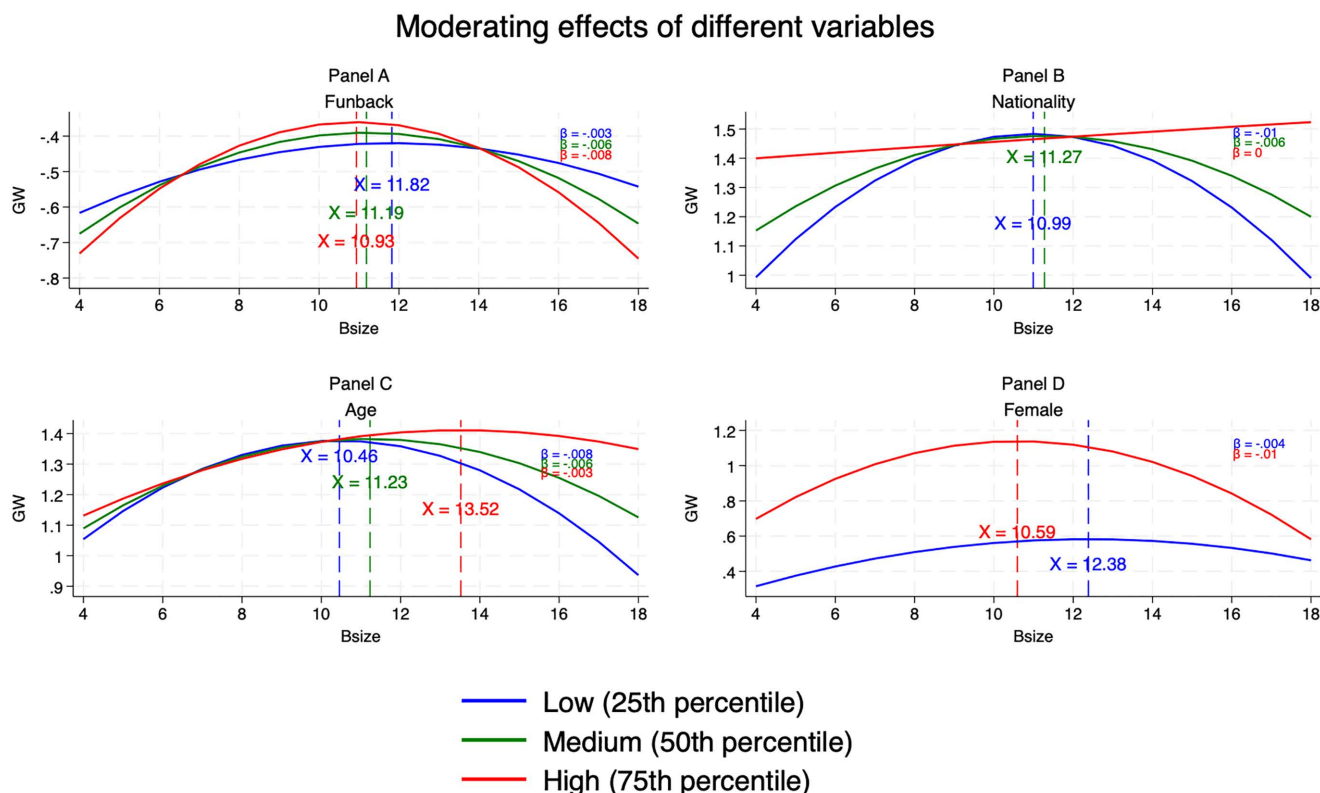 Moderating effects of different variables
Panel A
Funback
-.4
-.5
-.6
-.7
-.8
GW
β = -.003
β = -.006
β = -.008
X = 11.82
X = 11.19
X = 10.93
4 6 8 10 12 14 16 18
Bsize
Panel B
Nationality
1.5
1.4
1.3
1.2
1.1
1
GW
β = -.01
β = -.006
β = 0
X = 11.27
X = 10.99
4 6 8 10 12 14 16 18
Bsize
Panel C
Age
1.4
1.3
1.2
1.1
1
.9
GW
β = -.008
β = -.006
β = -.003
X = 10.46
X = 11.23
X = 13.52
4 6 8 10 12 14 16 18
Bsize
Panel D
Female
1.2
1
.8
.6
.4
GW
β = -.004
β = -.01
X = 10.59
X = 12.38
4 6 8 10 12 14 16 18
Bsize
Low (25th percentile)
Medium (50th percentile)
High (75th percentile)